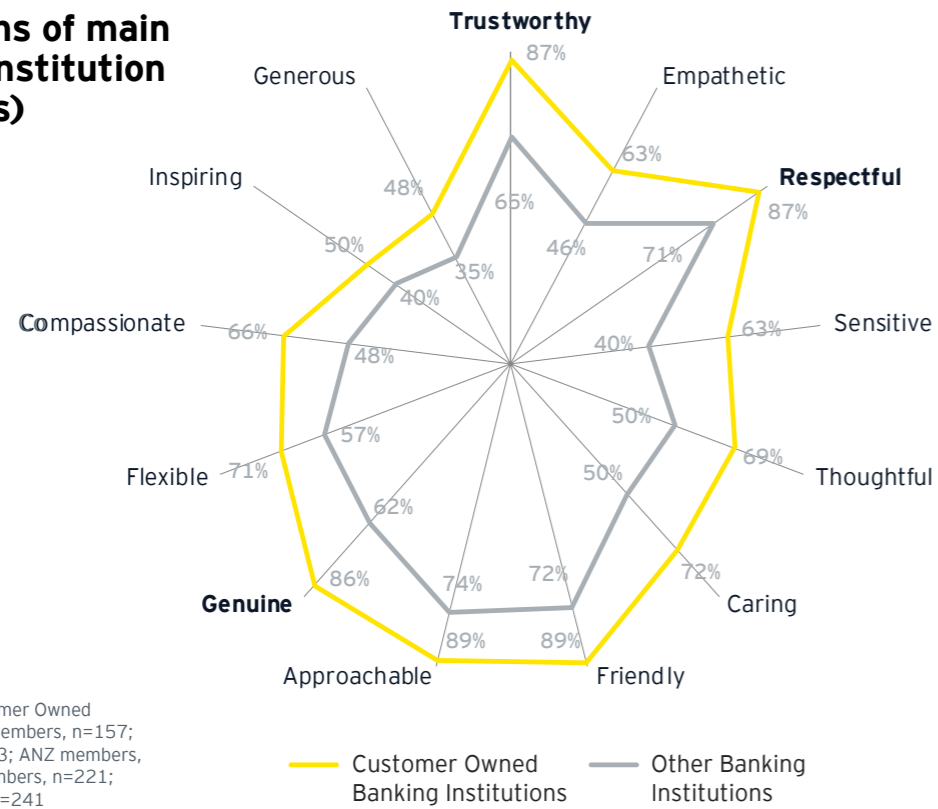 ns of main
nstitution
s)
Trustworthy
87%
Generous
Empathetic
63%
Inspiring
Respectful
48%
65%
87%
50%
46%
71%
35%
40%
Compassionate
66%
40%
63%
Sensitive
48%
50%
57%
69%
Flexible
71%
50%
Thoughtful
62%
72%
86%
74%
72%
Genuine
Caring
89%
89%
Approachable
Friendly
mer Owned
embers, n=157;
3; ANZ members,
nbers, n=221;
=241
Customer Owned
Banking Institutions
Other Banking
Institutions